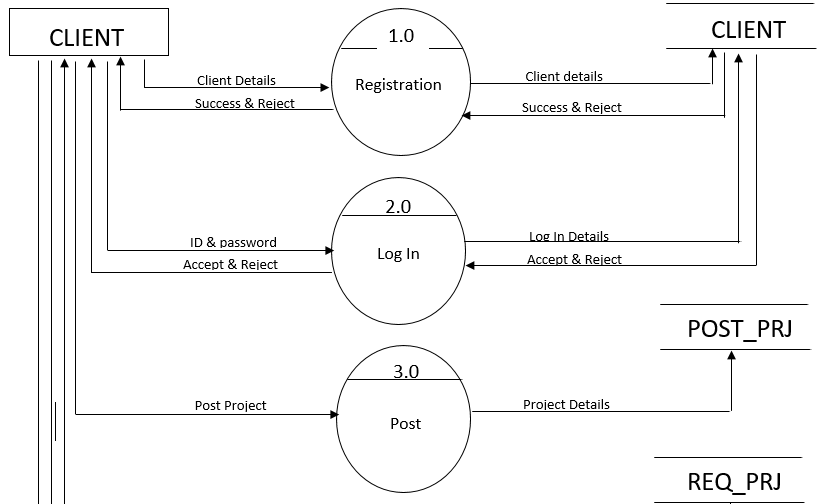 CLIENT
1.0
CLIENT
Client Details
Registration
Client details
Success & Reject
Success & Reject
2.0
ID & password
Log In
Log In Details
Accept & Reject
Accept & Reject
POST_PRJ
3.0
Post Project
Post
Project Details
REQ_PRJ